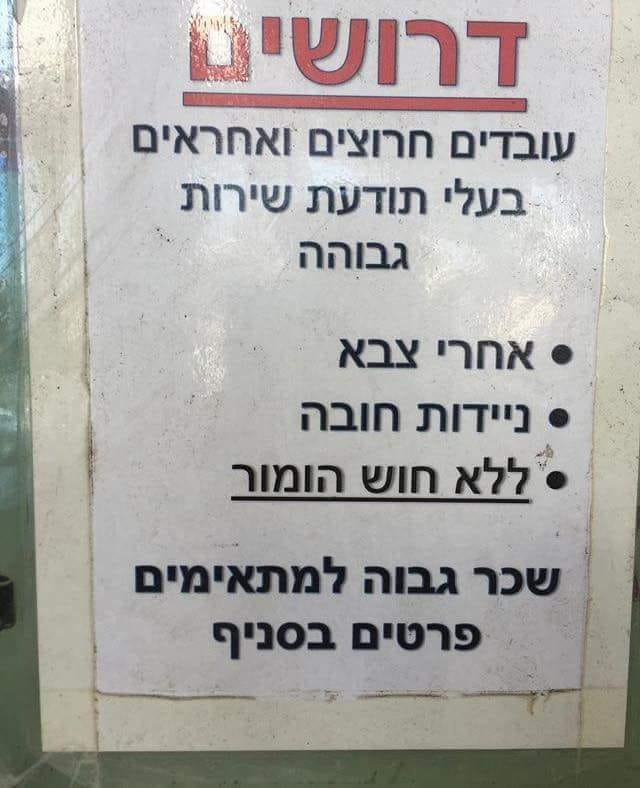 דרושים
עובדים חרוצים ואחראים
בעלי תודעת שירות
גבוהה
• אחרי צבא
• ניידות חובה
• ללא חוש הומור
שכר גבוה למתאימים
פרטים בסניף